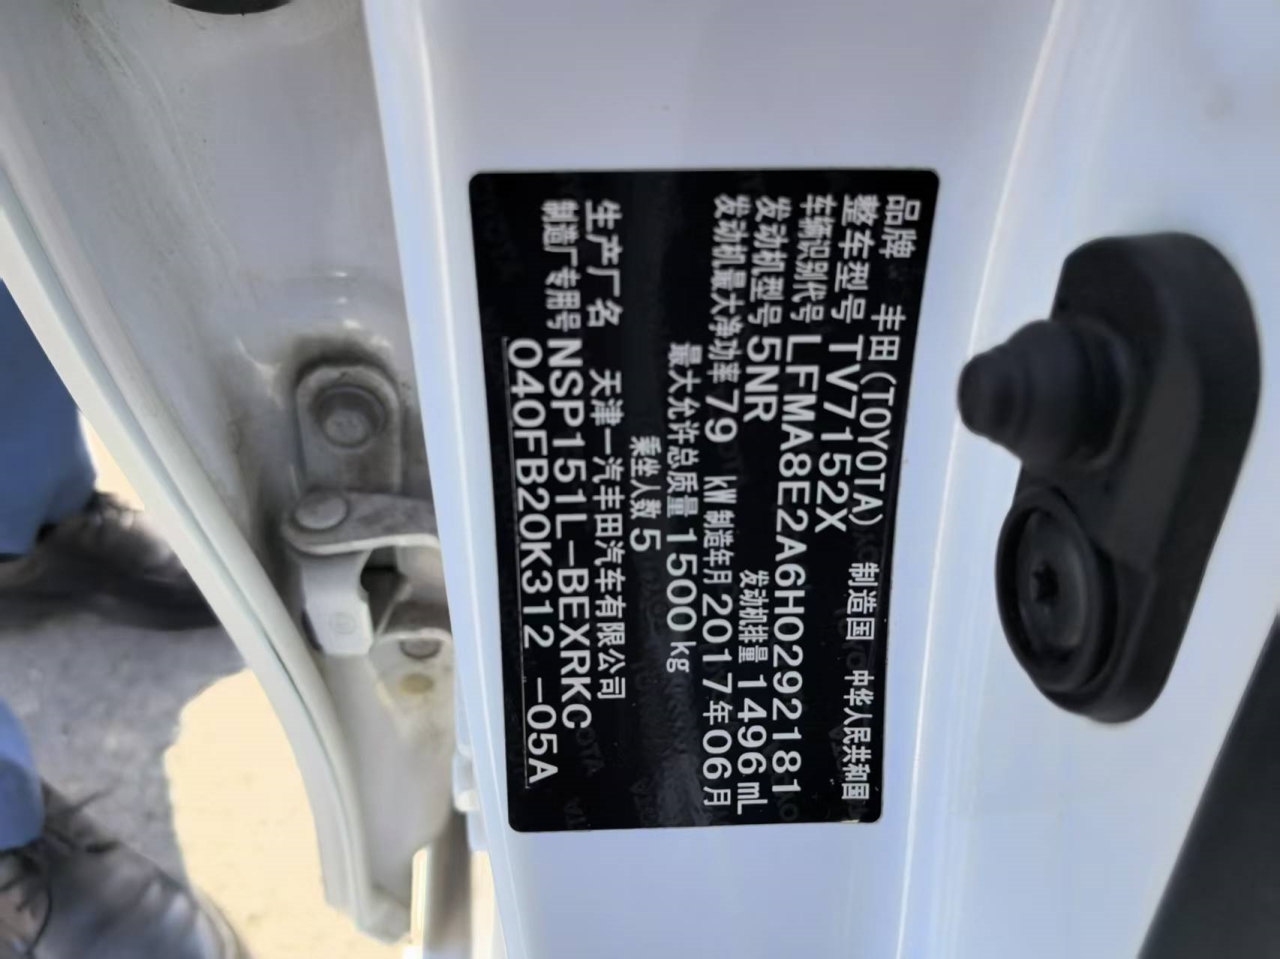 品牌 丰田(TOYOTA) 制造国 中华人民共和国
整车型号 TV7152X
车辆识别代号 LFMA8E2A6H0292181
发动机型号 5NR 发动机排量 1496 mL
发动机最大净功率 79 kW 制造年月 2017年06月
最大允许总质量 1500 kg
乘坐人数 5
生产厂名 天津一汽丰田汽车有限公司
制造厂专用号 NSP151L-BEXRKC
040FB20K312 -05A